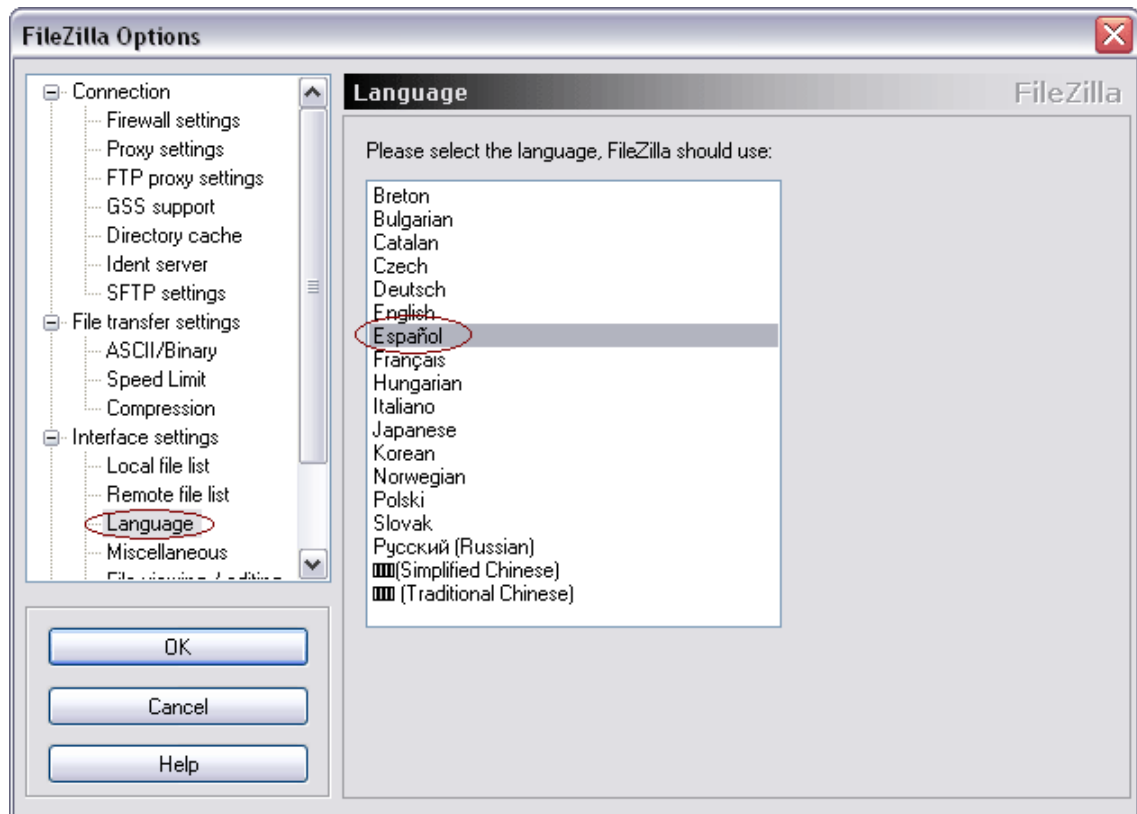 FileZilla Options
Connection
Firewall settings
Proxy settings
FTP proxy settings
GSS support
Directory cache
Ident server
SFTP settings
File transfer settings
ASCII/Binary
Speed Limit
Compression
Interface settings
Local file list
Remote file list
Language
Miscellaneous
File viewing / editing
OK
Cancel
Help
Language
FileZilla
Please select the language, FileZilla should use:
Breton
Bulgarian
Catalan
Czech
Deutsch
English
Español
Français
Hungarian
Italiano
Japanese
Korean
Norwegian
Polski
Slovak
Русский (Russian)
(Simplified Chinese)
(Traditional Chinese)